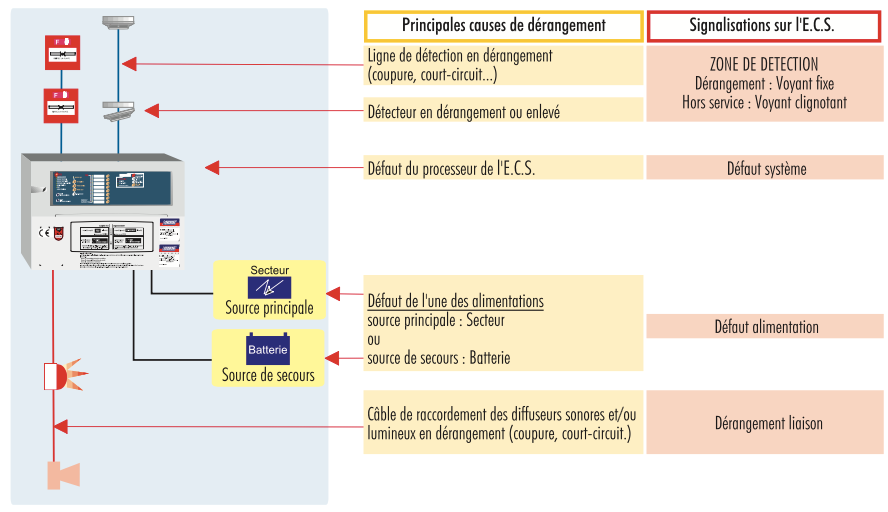 Principales causes de dérangement
Signalisations sur l'E.C.S.
Ligne de détection en dérangement
(coupure, court-circuit...)
Détecteur en dérangement ou enlevé
ZONE DE DETECTION
Dérangement : Voyant fixe
Hors service : Voyant clignotant
Défaut du processeur de l'E.C.S.
Défaut système
F
F
CE
Secteur
Source principale
Batterie
Source de secours
Défaut de l'une des alimentations
source principale : Secteur
ou
source de secours : Batterie
Défaut alimentation
Câble de raccordement des diffuseurs sonores et/ou
lumineux en dérangement (coupure, court-circuit.)
Dérangement liaison